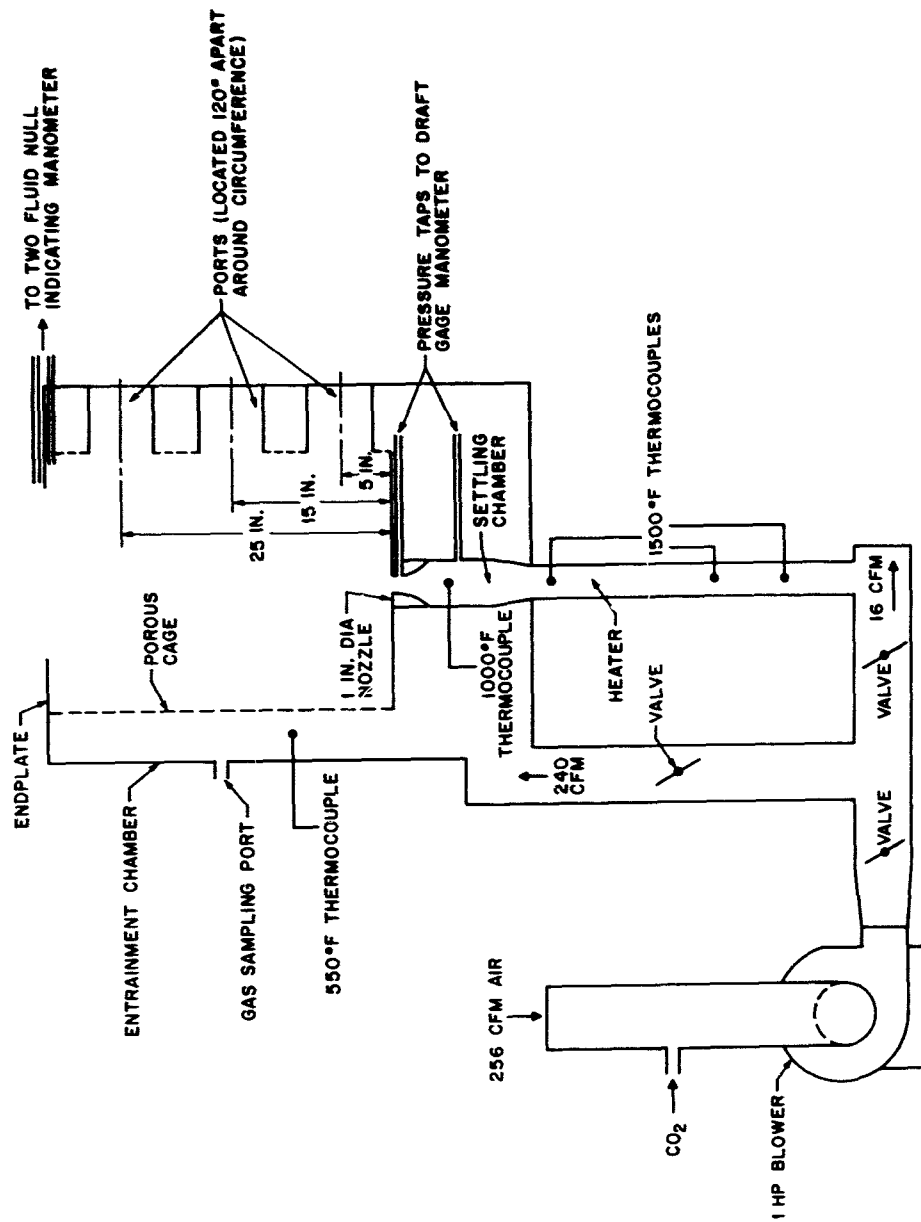 TO TWO FLUID NULL
INDICATING MANOMETER
PORTS (LOCATED 120° APART
AROUND CIRCUMFERENCE)
PRESSURE TAPS TO DRAFT
GAGE MANOMETER
25 IN.
15 IN.
5 IN.
SETTLING
CHAMBER
1500°F THERMOCOUPLES
ENDPLATE
POROUS
CAGE
1 IN. DIA
NOZZLE
1000°F
THERMOCOUPLE
HEATER
16 CFM
ENTRAINMENT CHAMBER
GAS SAMPLING PORT
550°F THERMOCOUPLE
240
CFM
VALVE
VALVE
VALVE
256 CFM AIR
CO2
1 HP BLOWER